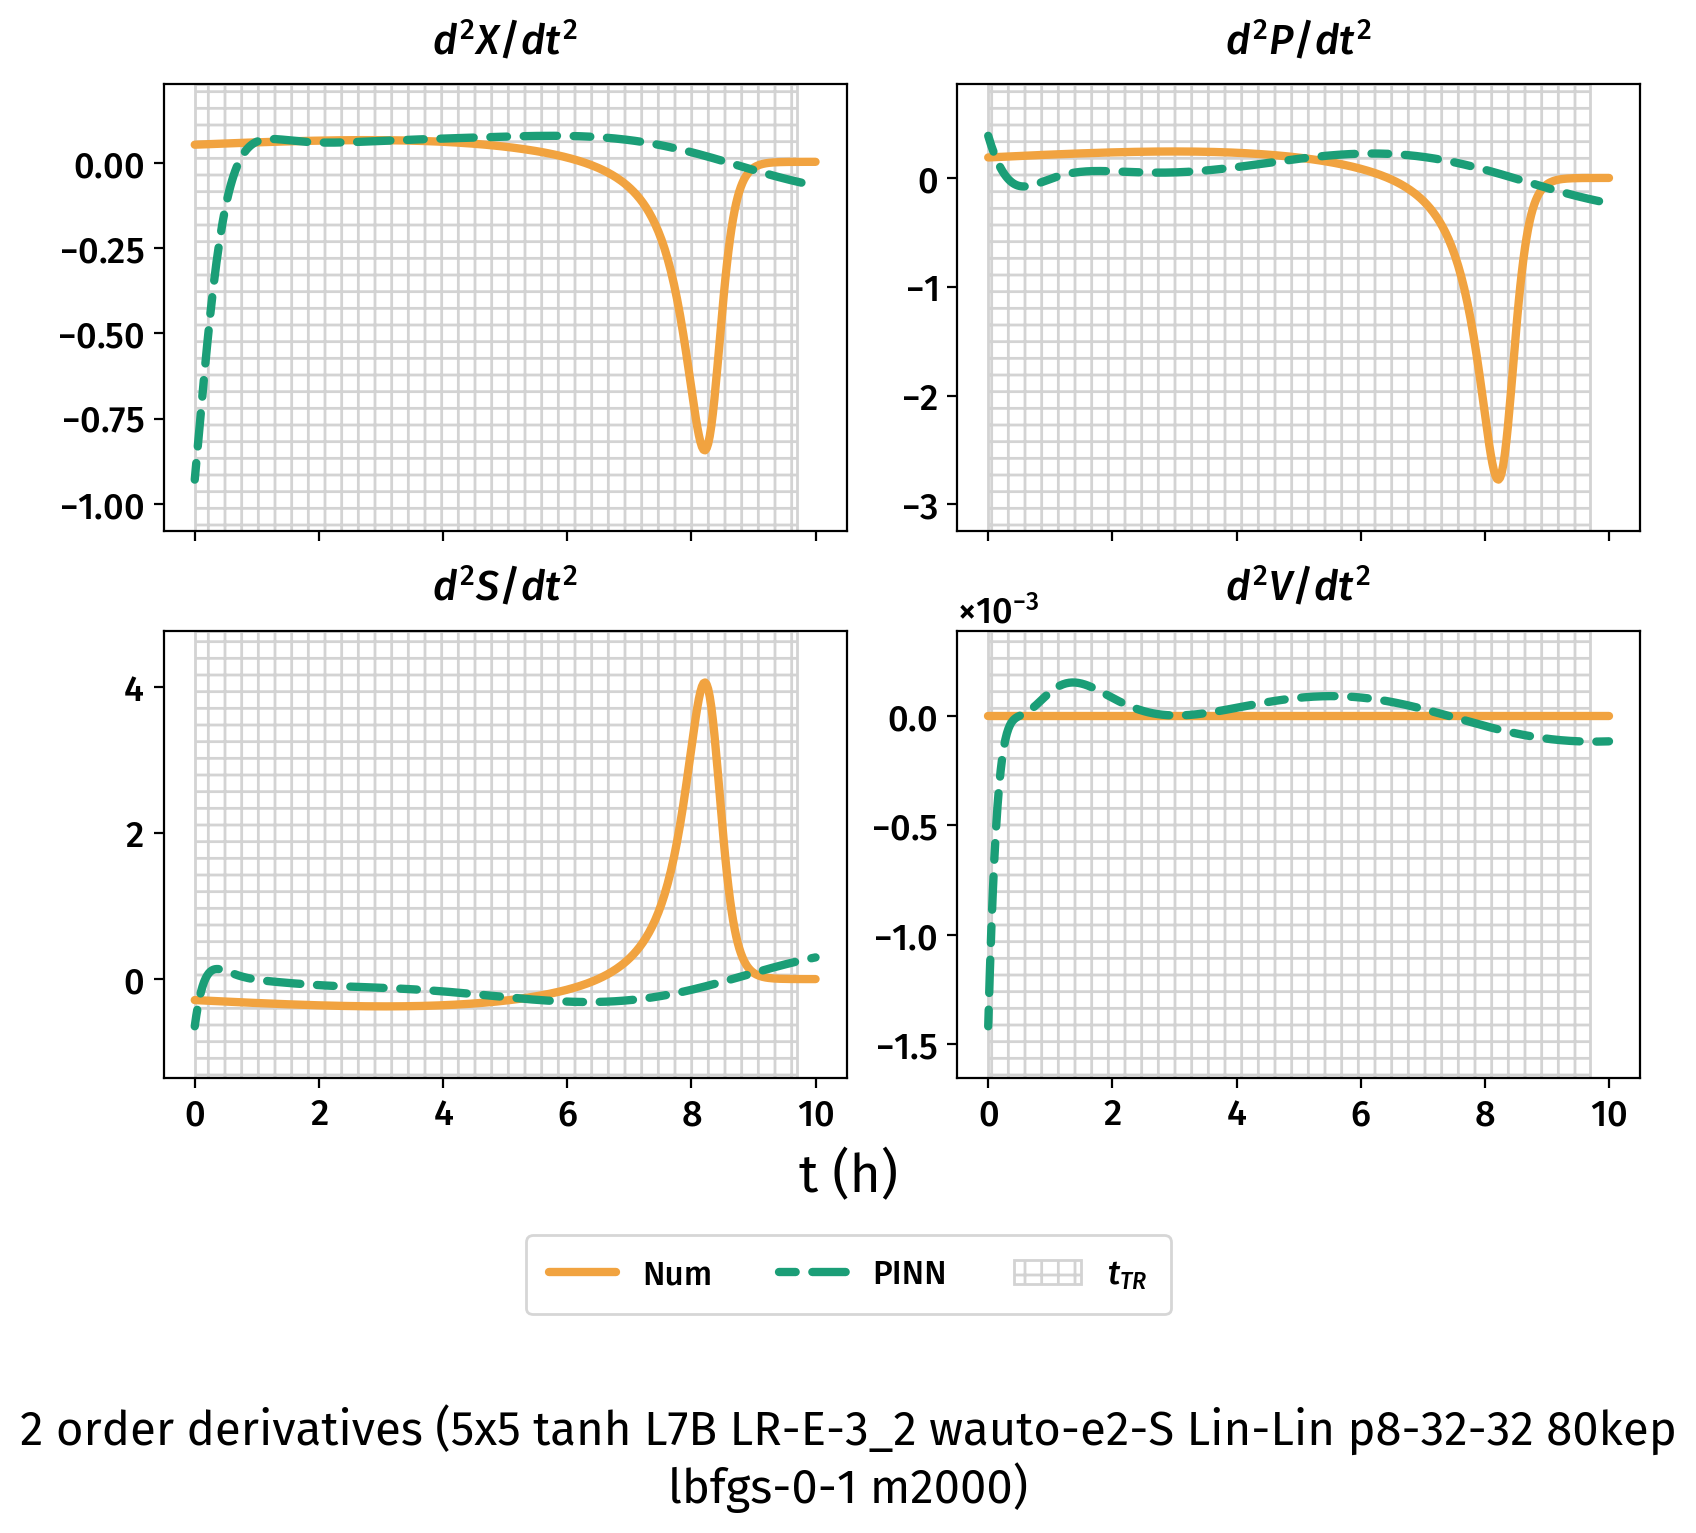 d²X/dt²
d²P/dt²
0.00
−0.25
−0.50
−0.75
−1.00
0
−1
−2
−3
d²S/dt²
d²V/dt²
×10⁻³
4
2
0
0.0
−0.5
−1.0
−1.5
0 2 4 6 8 10
0 2 4 6 8 10
t (h)
Num PINN t_TR
2 order derivatives (5x5 tanh L7B LR-E-3_2 wauto-e2-S Lin-Lin p8-32-32 80kep
lbfgs-0-1 m2000)